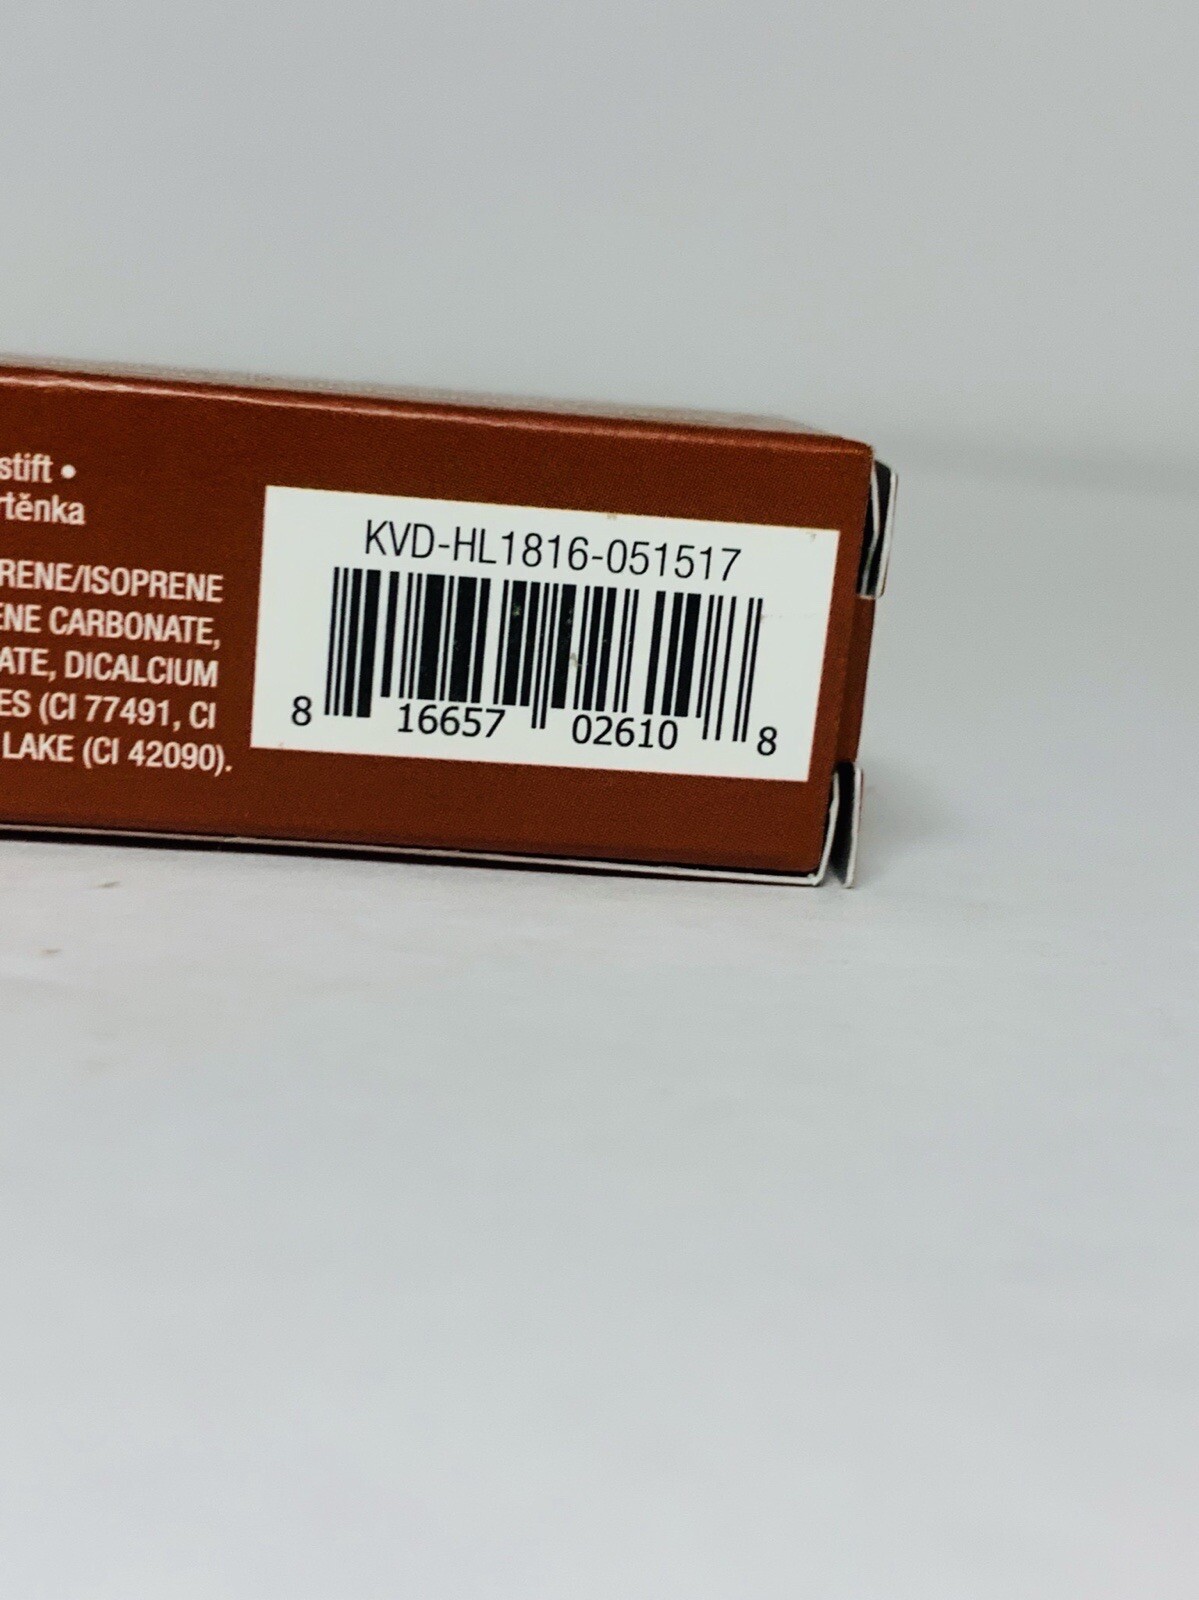 stift •
rtěnka
RENE/ISOPRENE
ENE CARBONATE,
ATE, DICALCIUM
ES (CI 77491, CI
LAKE (CI 42090).
KVD-HL1816-051517
8 16657 02610 8